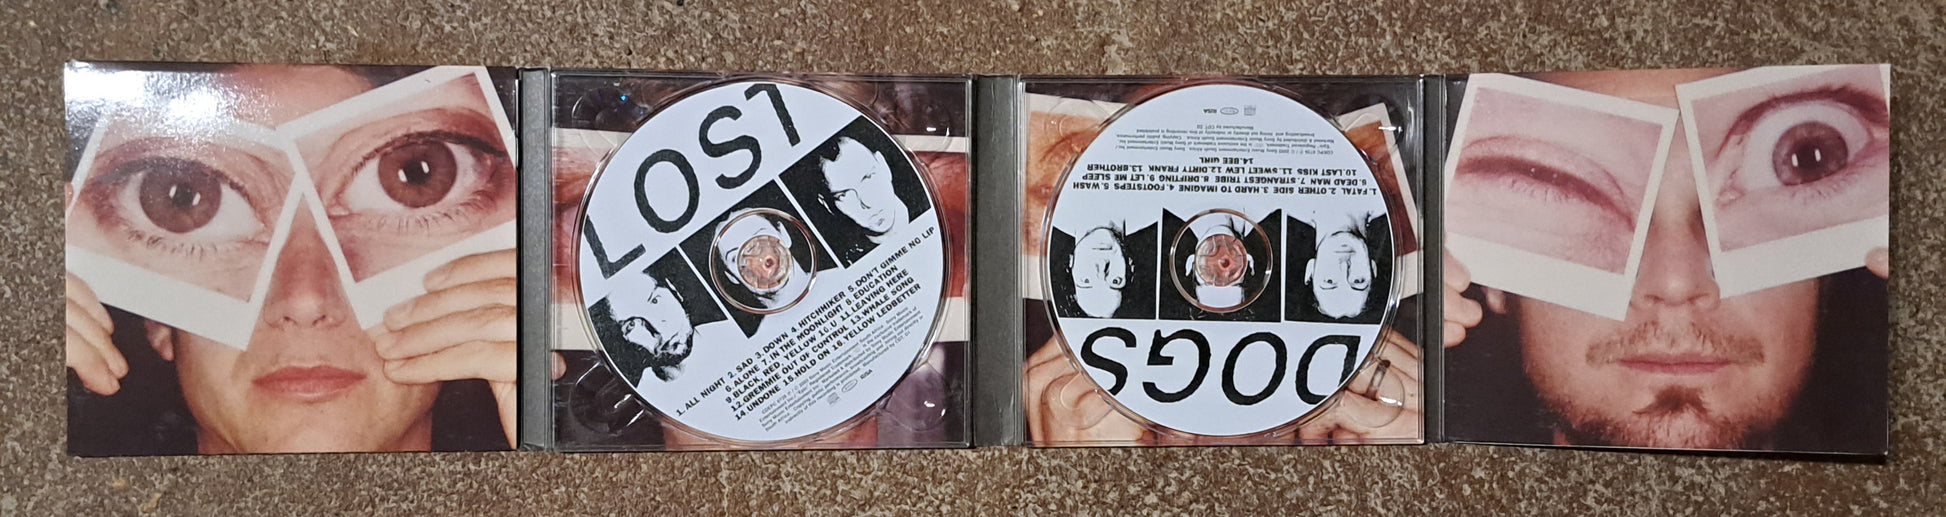 LOST
1. ALL NIGHT 2. SAD 3. DOWN 4. HITCHHIKER 5. DON'T GIMME NO LIP
6. ALONE 7. IN THE MOONLIGHT 8. EDUCATION
9 BLACK, RED, YELLOW 10. U 11 LEAVING HERE
12. GREMMIE OUT OF CONTROL 13. WHALE SONG
14 UNDONE 15. HOLD ON 16. YELLOW LEDBETTER
RiSA
DOGS
1. FATAL 2. OTHER SIDE 3. HARD TO IMAGINE 4. FOOTSTEPS 5. WASH
6. DEAD MAN 7. STRANGEST TRIBE 8. DRIFTING 9. LET ME SLEEP
10. LAST KISS 11. SWEET LEW 12. DIRTY FRANK 13. BROTHER
14. BEE GIRL
RiSA